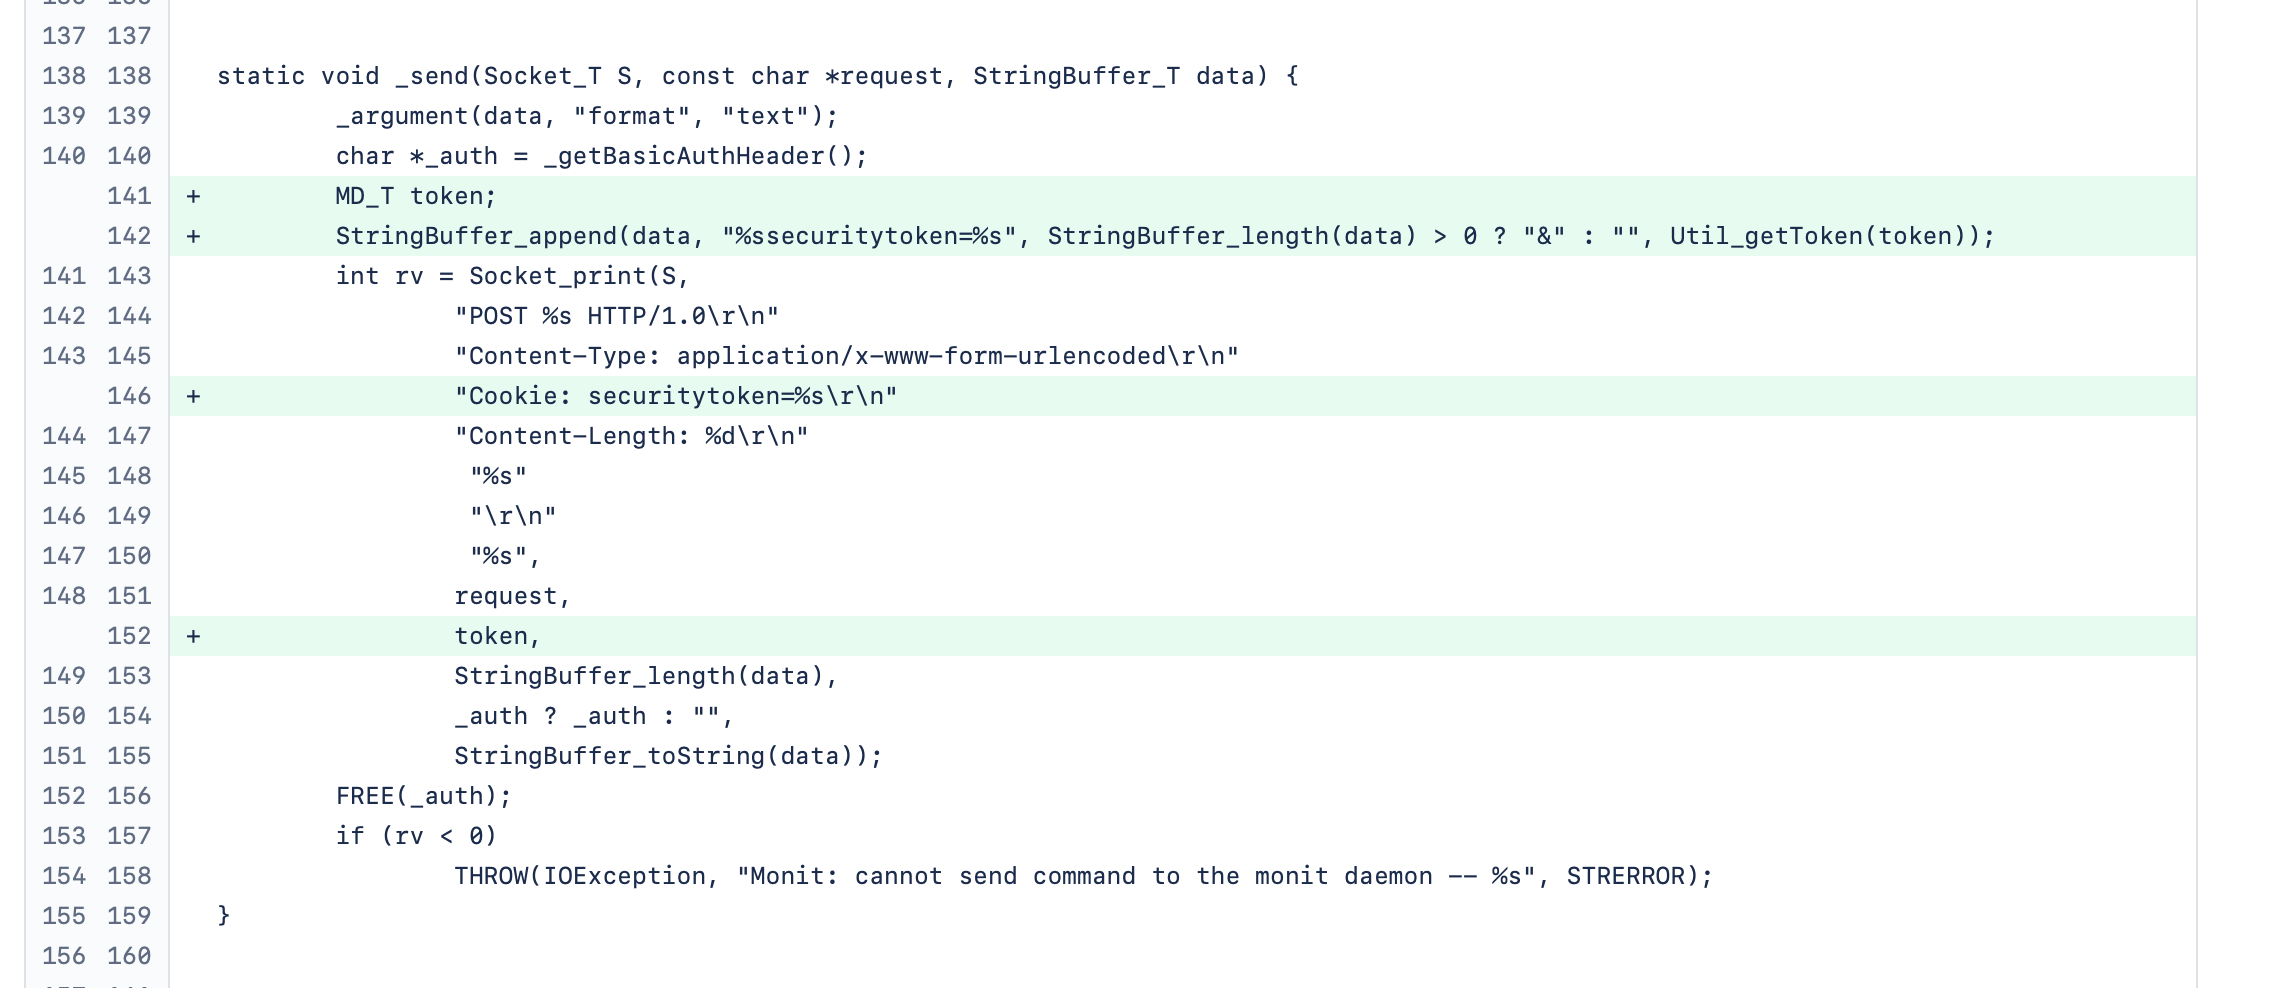 137 137
138 138 static void _send(Socket_T S, const char *request, StringBuffer_T data) {
139 139 _argument(data, "format", "text");
140 140 char *_auth = _getBasicAuthHeader();
141 + MD_T token;
142 + StringBuffer_append(data, "%ssecuritytoken=%s", StringBuffer_length(data) > 0 ? "&" : "", Util_getToken(token));
141 143 int rv = Socket_print(S,
142 144 "POST %s HTTP/1.0\r\n"
143 145 "Content-Type: application/x-www-form-urlencoded\r\n"
146 + "Cookie: securitytoken=%s\r\n"
144 147 "Content-Length: %d\r\n"
145 148 "%s"
146 149 "\r\n"
147 150 "%s",
148 151 request,
152 + token,
149 153 StringBuffer_length(data),
150 154 _auth ? _auth : "",
151 155 StringBuffer_toString(data));
152 156 FREE(_auth);
153 157 if (rv < 0)
154 158 THROW(IOException, "Monit: cannot send command to the monit daemon -- %s", STRERROR);
155 159 }
156 160